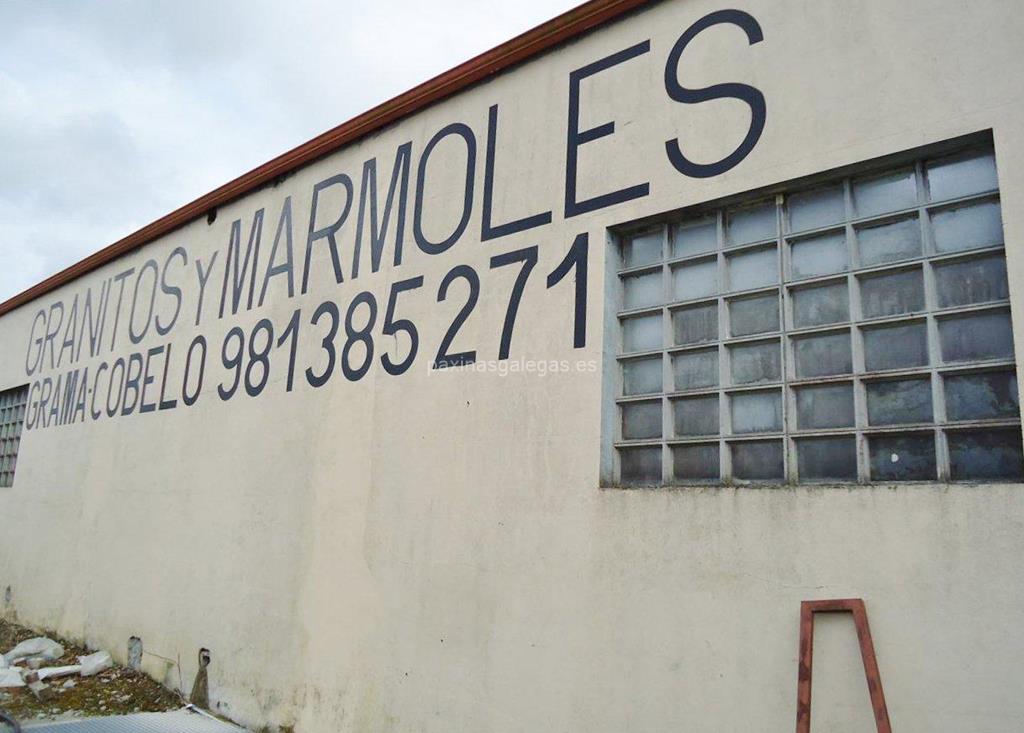 GRANITOS Y MARMOLES
GRAMA·COBELO 981385271
paxinasgalegas.es